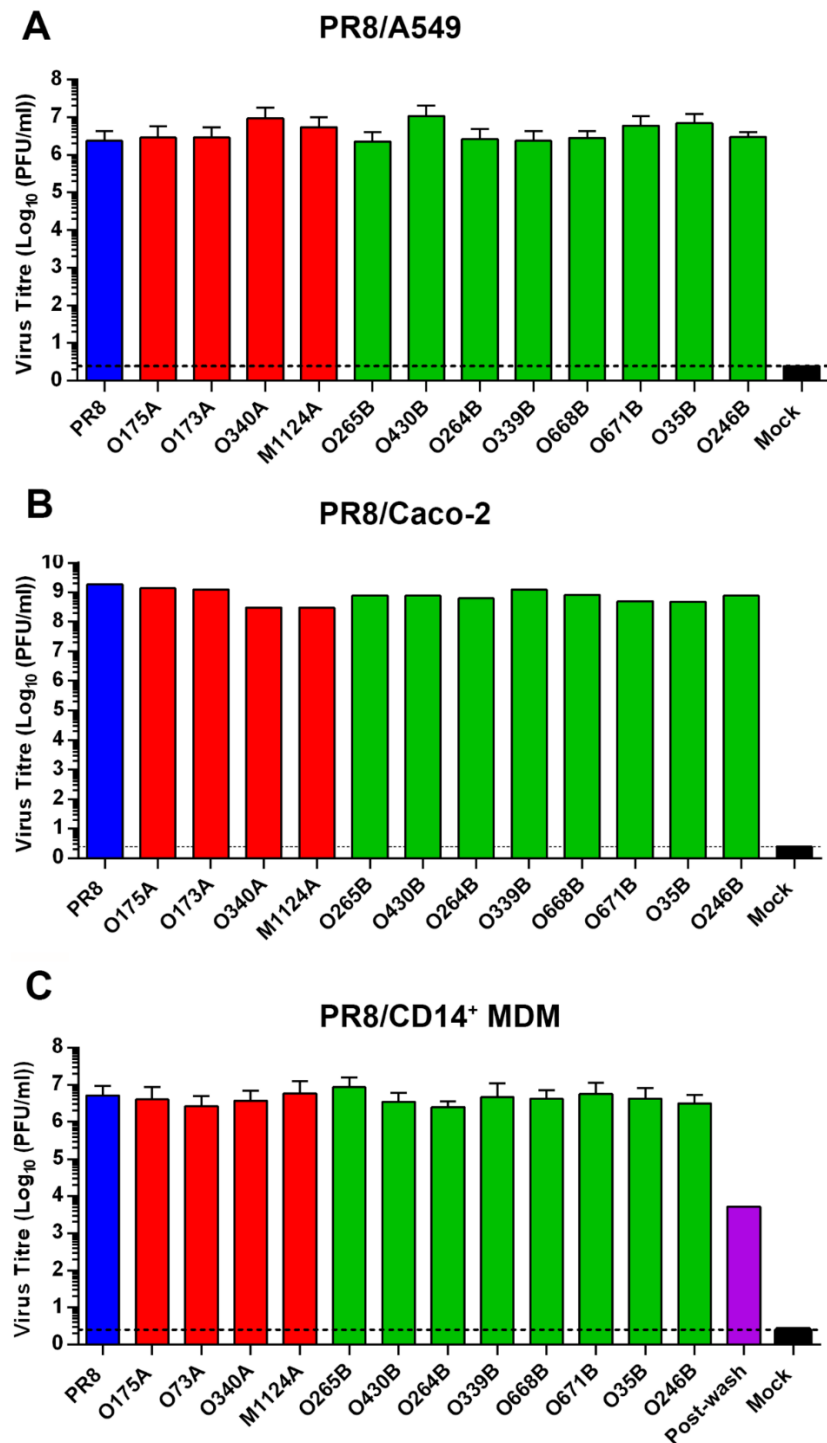 A
PR8/A549
Virus Titre (Log₁₀ (PFU/ml))
8
7
6
5
4
3
2
1
0
PR8
O175A
O173A
O340A
M1124A
O265B
O430B
O264B
O339B
O668B
O671B
O35B
O246B
Mock
B
PR8/Caco-2
Virus Titre (Log₁₀ (PFU/ml))
10
9
8
7
6
5
4
3
2
1
0
PR8
O175A
O173A
O340A
M1124A
O265B
O430B
O264B
O339B
O668B
O671B
O35B
O246B
Mock
C
PR8/CD14⁺ MDM
Virus Titre (Log₁₀ (PFU/ml))
8
7
6
5
4
3
2
1
0
PR8
O175A
O73A
O340A
M1124A
O265B
O430B
O264B
O339B
O668B
O671B
O35B
O246B
Post-wash
Mock